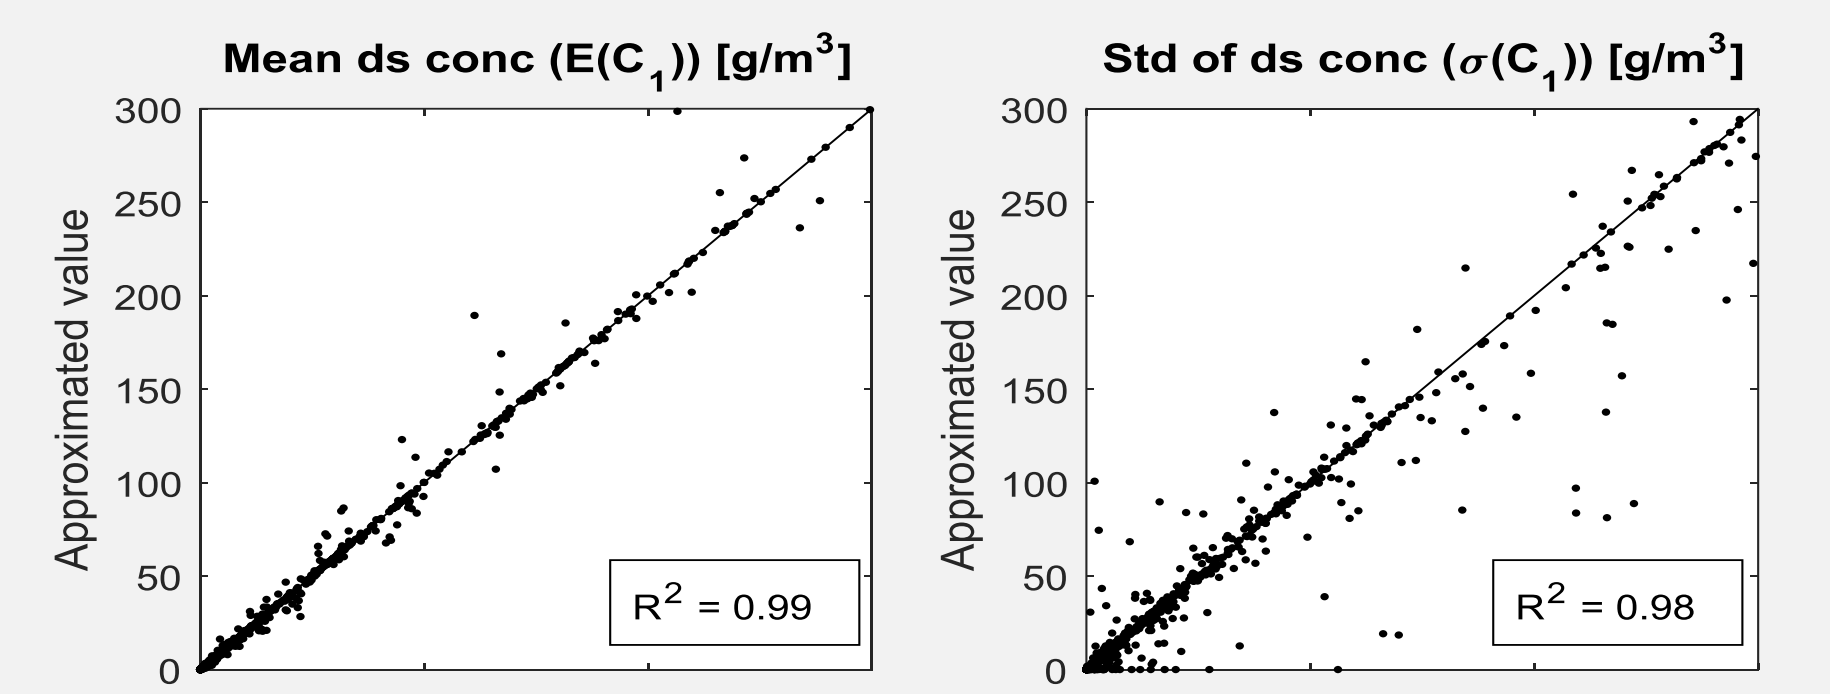 Mean ds conc (E(C₁)) [g/m³]
300
250
200
150
100
50
0
Approximated value
R² = 0.99
Std of ds conc (σ(C₁)) [g/m³]
300
250
200
150
100
50
0
Approximated value
R² = 0.98